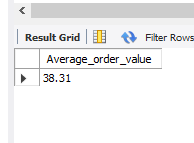 Result Grid Filter Rows
Average_order_value
38.31